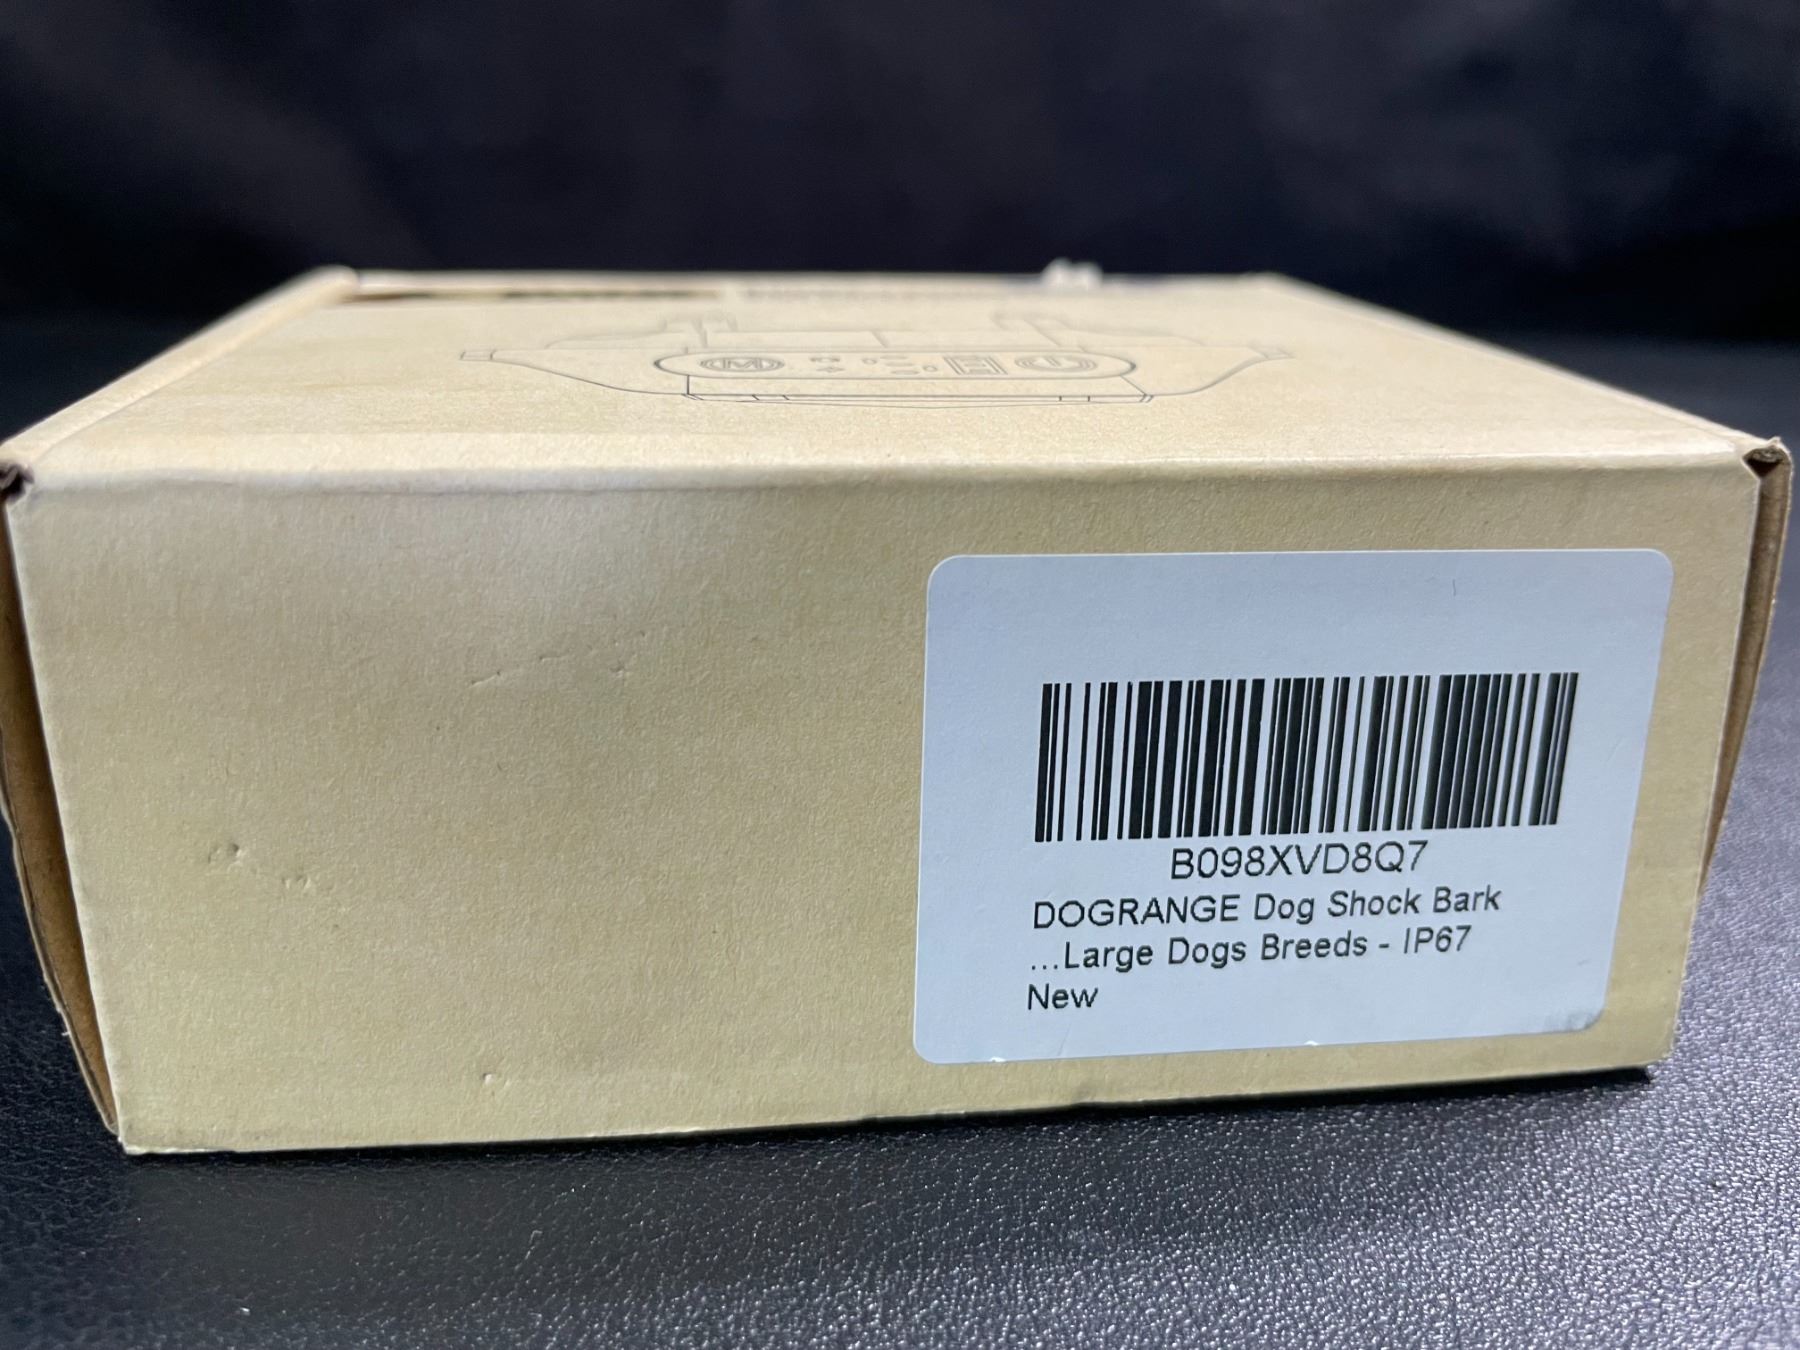 M
B098XVD8Q7
DOGRANGE Dog Shock Bark
...Large Dogs Breeds - IP67
New